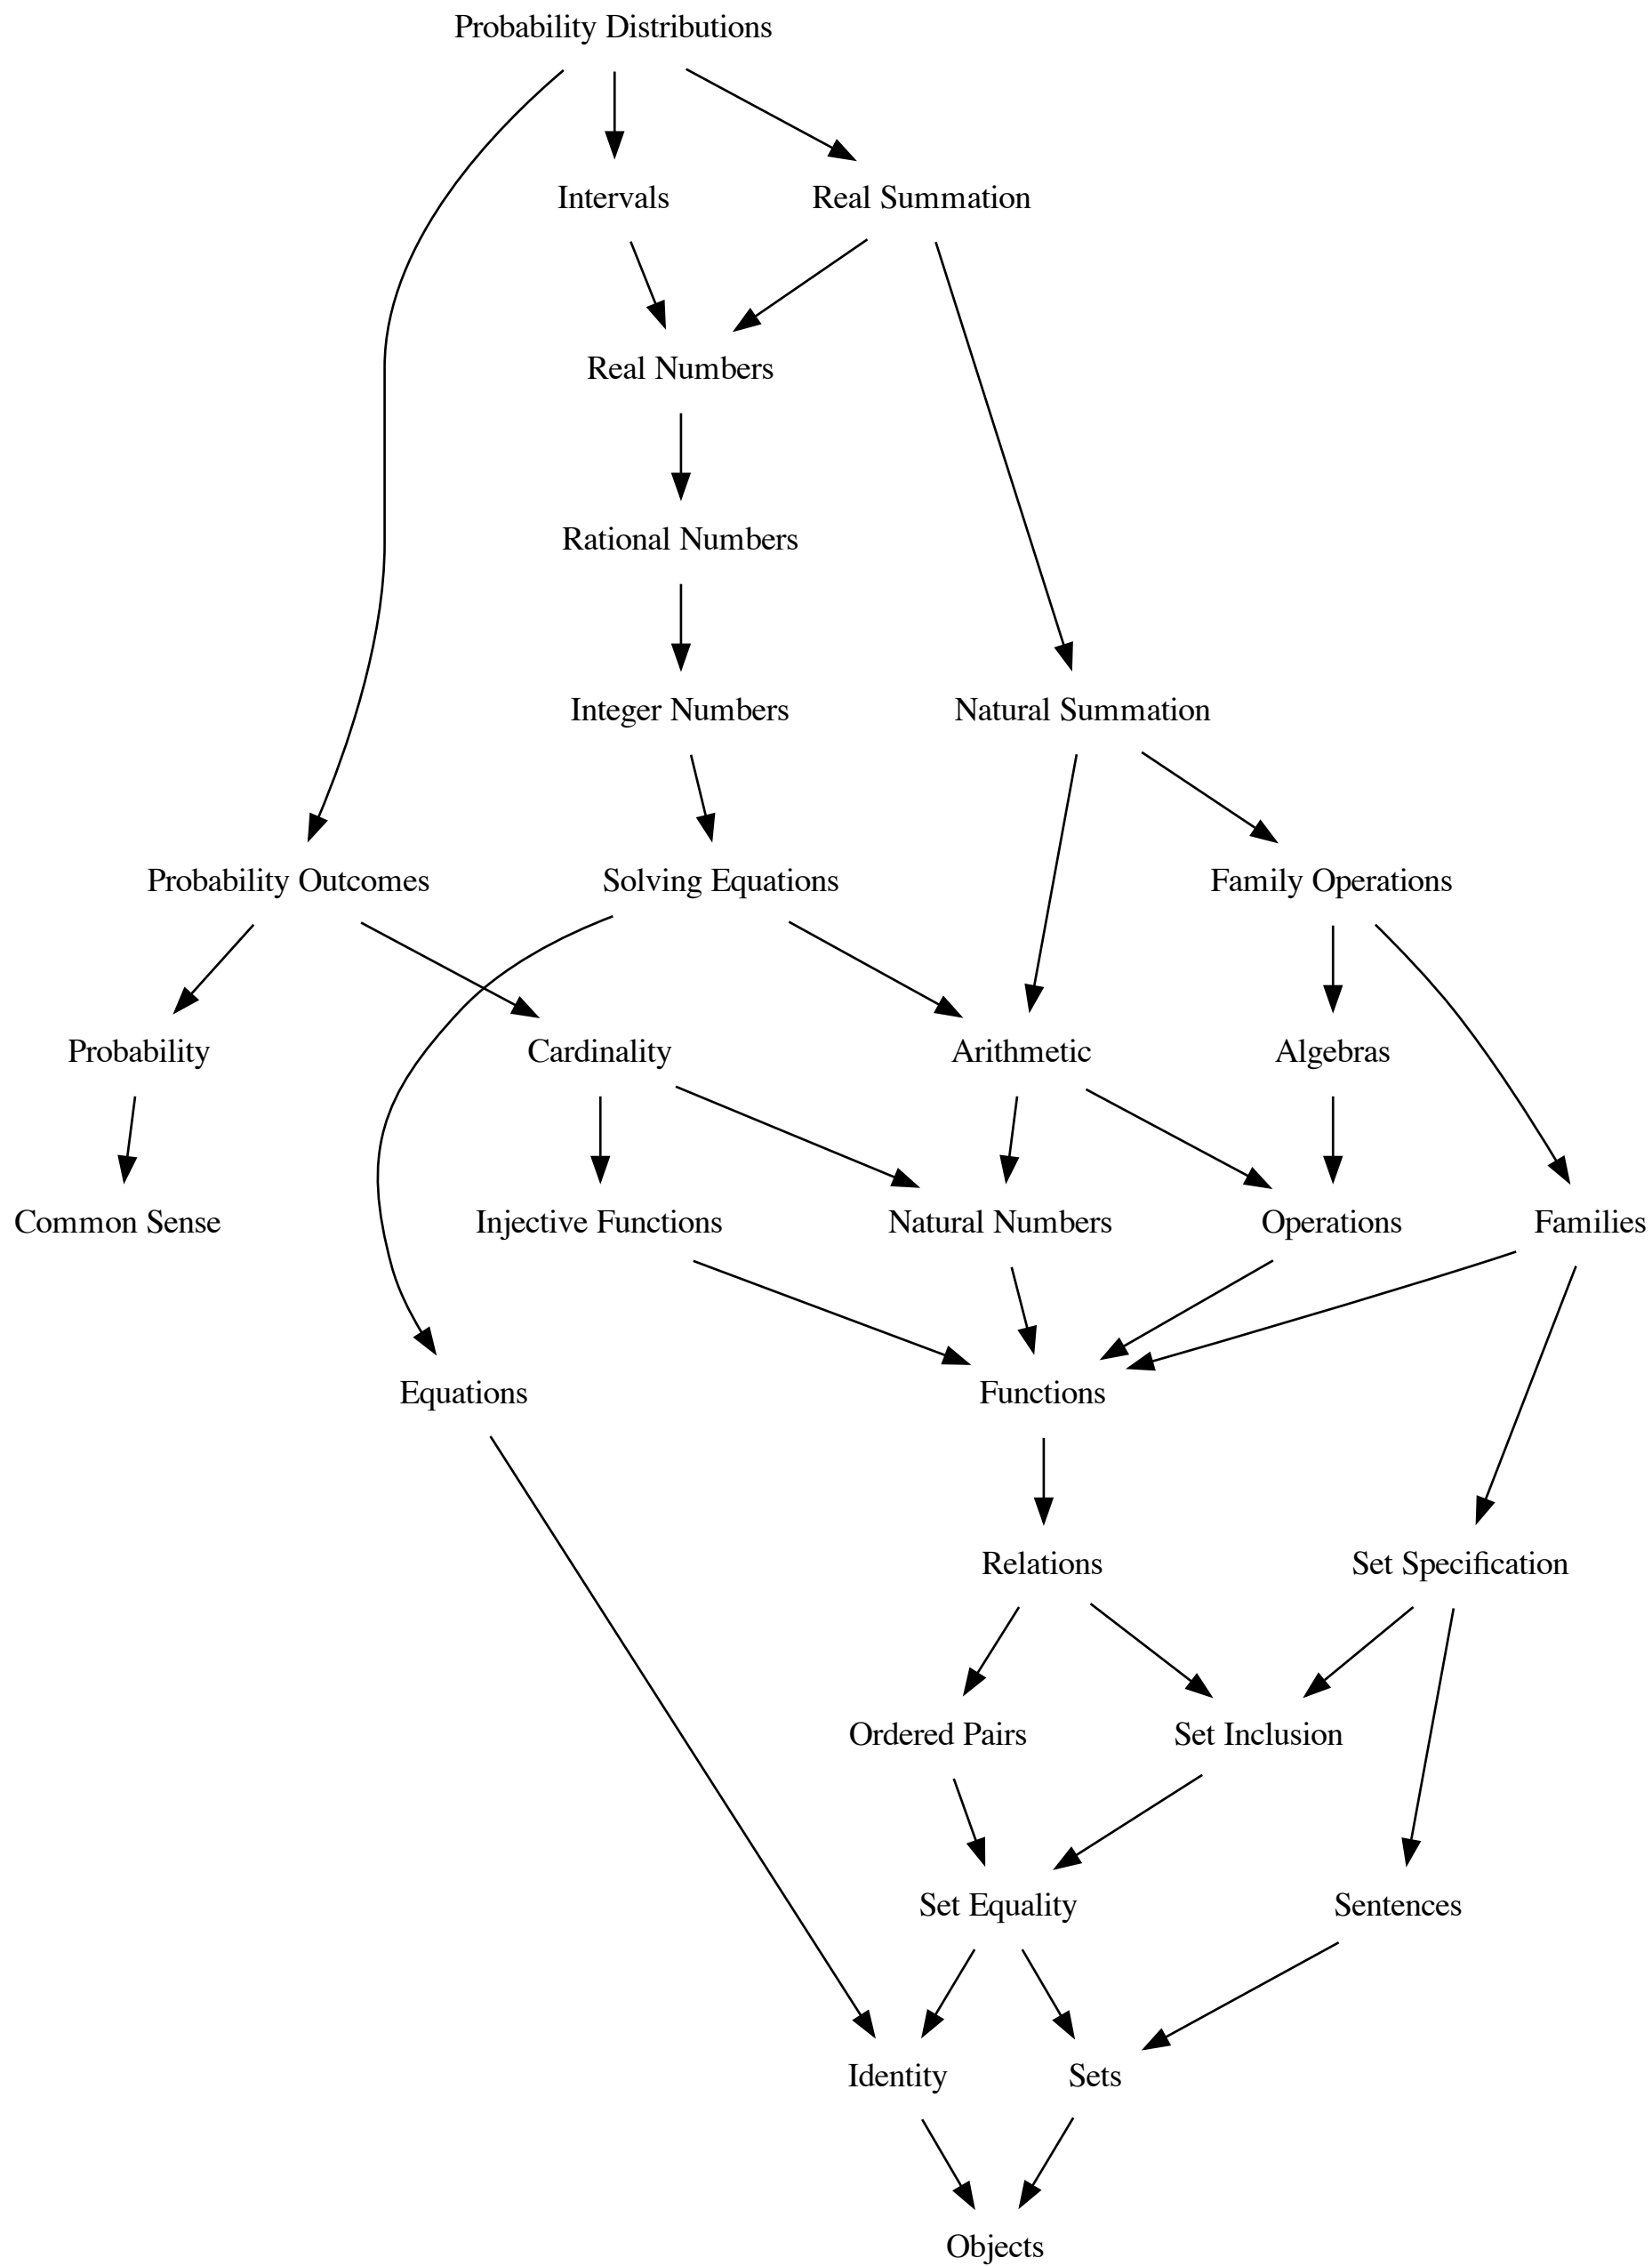 Probability Distributions
Intervals
Real Summation
Real Numbers
Rational Numbers
Integer Numbers
Natural Summation
Probability Outcomes
Solving Equations
Family Operations
Probability
Cardinality
Arithmetic
Algebras
Common Sense
Injective Functions
Natural Numbers
Operations
Families
Equations
Functions
Relations
Set Specification
Ordered Pairs
Set Inclusion
Set Equality
Sentences
Identity
Sets
Objects